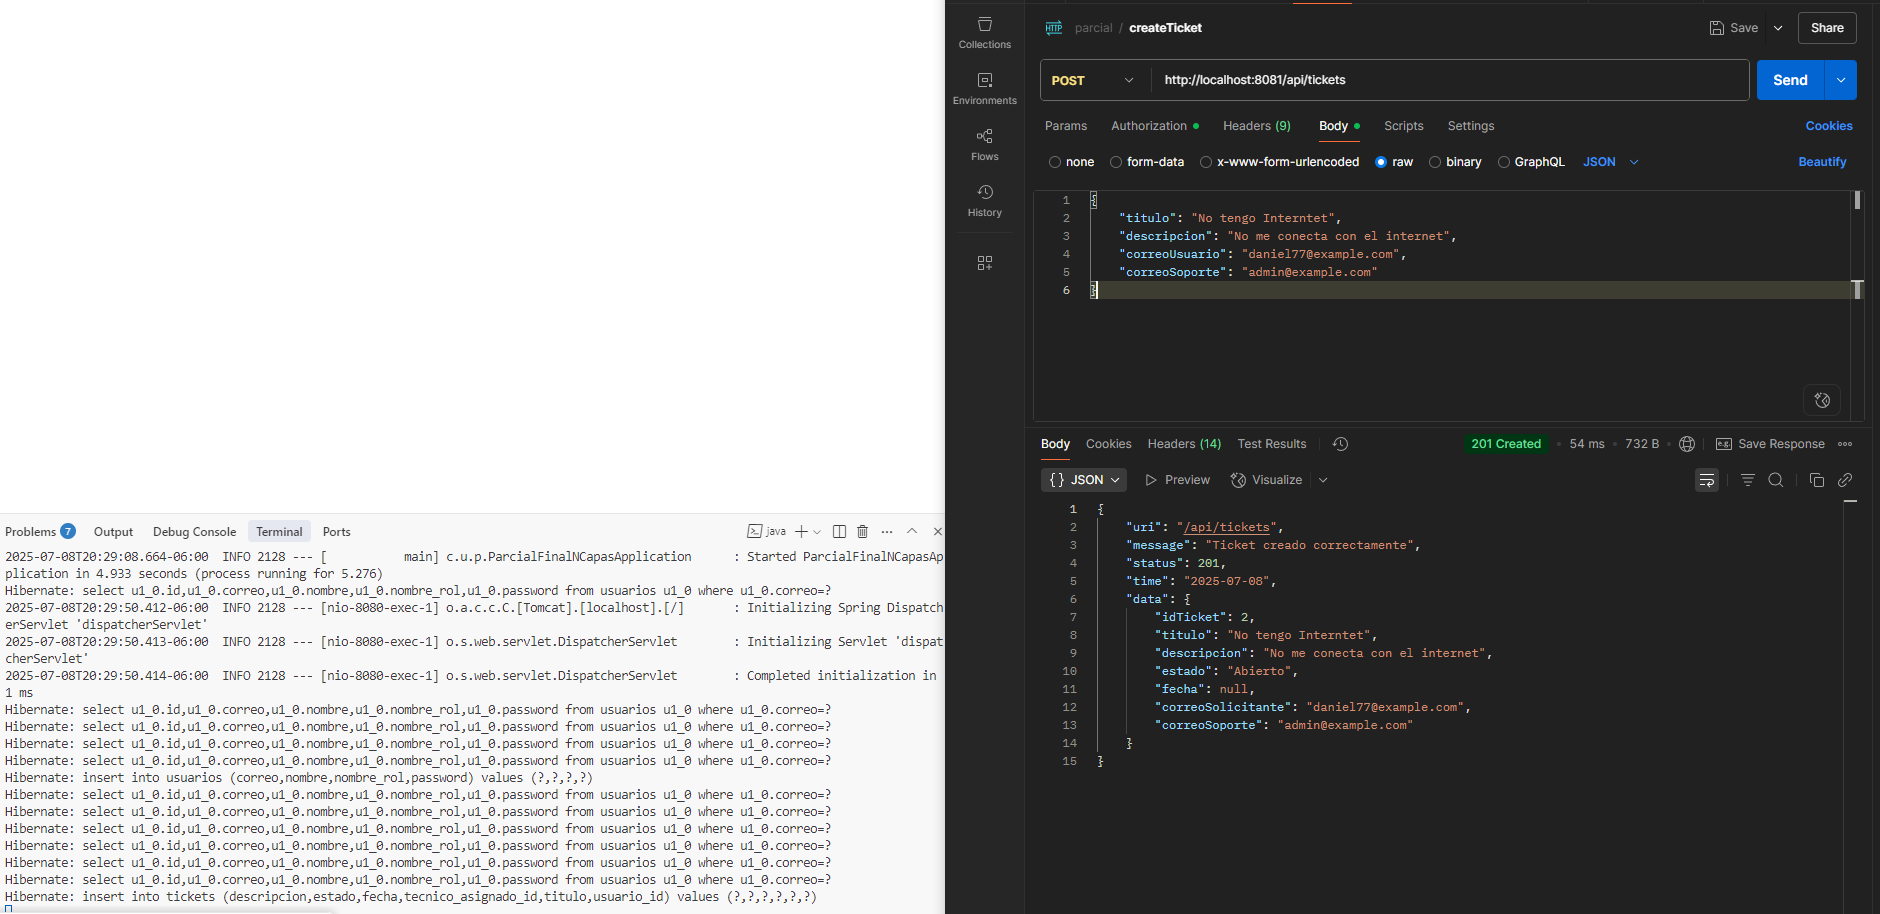 Problems 7 Output Debug Console Terminal Ports java
2025-07-08T20:29:08.664-06:00 INFO 2128 --- [ main] c.u.p.ParcialFinalNCapasApplication : Started ParcialFinalNCapasAp
plication in 4.933 seconds (process running for 5.276)
Hibernate: select u1_0.id,u1_0.correo,u1_0.nombre,u1_0.nombre_rol,u1_0.password from usuarios u1_0 where u1_0.correo=?
2025-07-08T20:29:50.412-06:00 INFO 2128 --- [nio-8080-exec-1] o.a.c.c.C.[Tomcat].[localhost].[/] : Initializing Spring Dispatch
erServlet 'dispatcherServlet'
2025-07-08T20:29:50.413-06:00 INFO 2128 --- [nio-8080-exec-1] o.s.web.servlet.DispatcherServlet : Initializing Servlet 'dispat
cherServlet'
2025-07-08T20:29:50.414-06:00 INFO 2128 --- [nio-8080-exec-1] o.s.web.servlet.DispatcherServlet : Completed initialization in
1 ms
Hibernate: select u1_0.id,u1_0.correo,u1_0.nombre,u1_0.nombre_rol,u1_0.password from usuarios u1_0 where u1_0.correo=?
Hibernate: select u1_0.id,u1_0.correo,u1_0.nombre,u1_0.nombre_rol,u1_0.password from usuarios u1_0 where u1_0.correo=?
Hibernate: select u1_0.id,u1_0.correo,u1_0.nombre,u1_0.nombre_rol,u1_0.password from usuarios u1_0 where u1_0.correo=?
Hibernate: select u1_0.id,u1_0.correo,u1_0.nombre,u1_0.nombre_rol,u1_0.password from usuarios u1_0 where u1_0.correo=?
Hibernate: insert into usuarios (correo,nombre,nombre_rol,password) values (?,?,?,?)
Hibernate: select u1_0.id,u1_0.correo,u1_0.nombre,u1_0.nombre_rol,u1_0.password from usuarios u1_0 where u1_0.correo=?
Hibernate: select u1_0.id,u1_0.correo,u1_0.nombre,u1_0.nombre_rol,u1_0.password from usuarios u1_0 where u1_0.correo=?
Hibernate: select u1_0.id,u1_0.correo,u1_0.nombre,u1_0.nombre_rol,u1_0.password from usuarios u1_0 where u1_0.correo=?
Hibernate: select u1_0.id,u1_0.correo,u1_0.nombre,u1_0.nombre_rol,u1_0.password from usuarios u1_0 where u1_0.correo=?
Hibernate: select u1_0.id,u1_0.correo,u1_0.nombre,u1_0.nombre_rol,u1_0.password from usuarios u1_0 where u1_0.correo=?
Hibernate: select u1_0.id,u1_0.correo,u1_0.nombre,u1_0.nombre_rol,u1_0.password from usuarios u1_0 where u1_0.correo=?
Hibernate: insert into tickets (descripcion,estado,fecha,tecnico_asignado_id,titulo,usuario_id) values (?,?,?,?,?,?)
Collections
Environments
Flows
History
HTTP parcial / createTicket Save Share
POST http://localhost:8081/api/tickets Send
Params Authorization Headers (9) Body Scripts Settings Cookies
none form-data x-www-form-urlencoded raw binary GraphQL JSON Beautify
1 {
2 "titulo": "No tengo Interntet",
3 "descripcion": "No me conecta con el internet",
4 "correoUsuario": "daniel77@example.com",
5 "correoSoporte": "admin@example.com"
6 }
Body Cookies Headers (14) Test Results 201 Created 54 ms 732 B e.g. Save Response
{} JSON Preview Visualize
1 {
2 "uri": "/api/tickets",
3 "message": "Ticket creado correctamente",
4 "status": 201,
5 "time": "2025-07-08",
6 "data": {
7 "idTicket": 2,
8 "titulo": "No tengo Interntet",
9 "descripcion": "No me conecta con el internet",
10 "estado": "Abierto",
11 "fecha": null,
12 "correoSolicitante": "daniel77@example.com",
13 "correoSoporte": "admin@example.com"
14 }
15 }